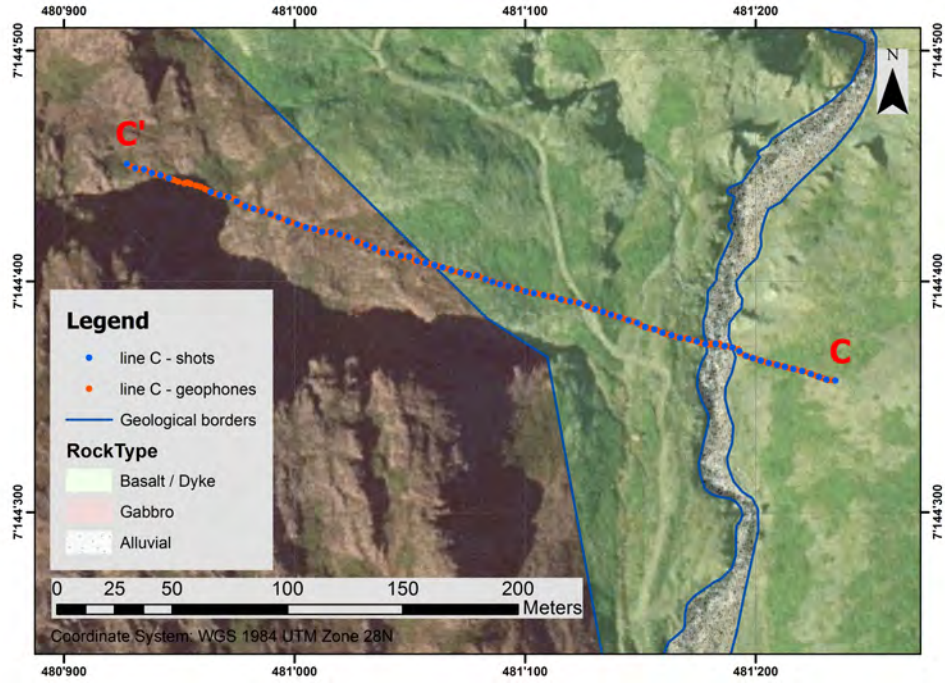 480'900 481'000 481'100 481'200
7'144'500 7'144'500
N
C'
7'144'400 7'144'400
C
Legend
line C - shots
line C - geophones
Geological borders
RockType
Basalt / Dyke
Gabbro
Alluvial
7'144'300 7'144'300
0 25 50 100 150 200
Meters
Coordinate System: WGS 1984 UTM Zone 28N
480'900 481'000 481'100 481'200